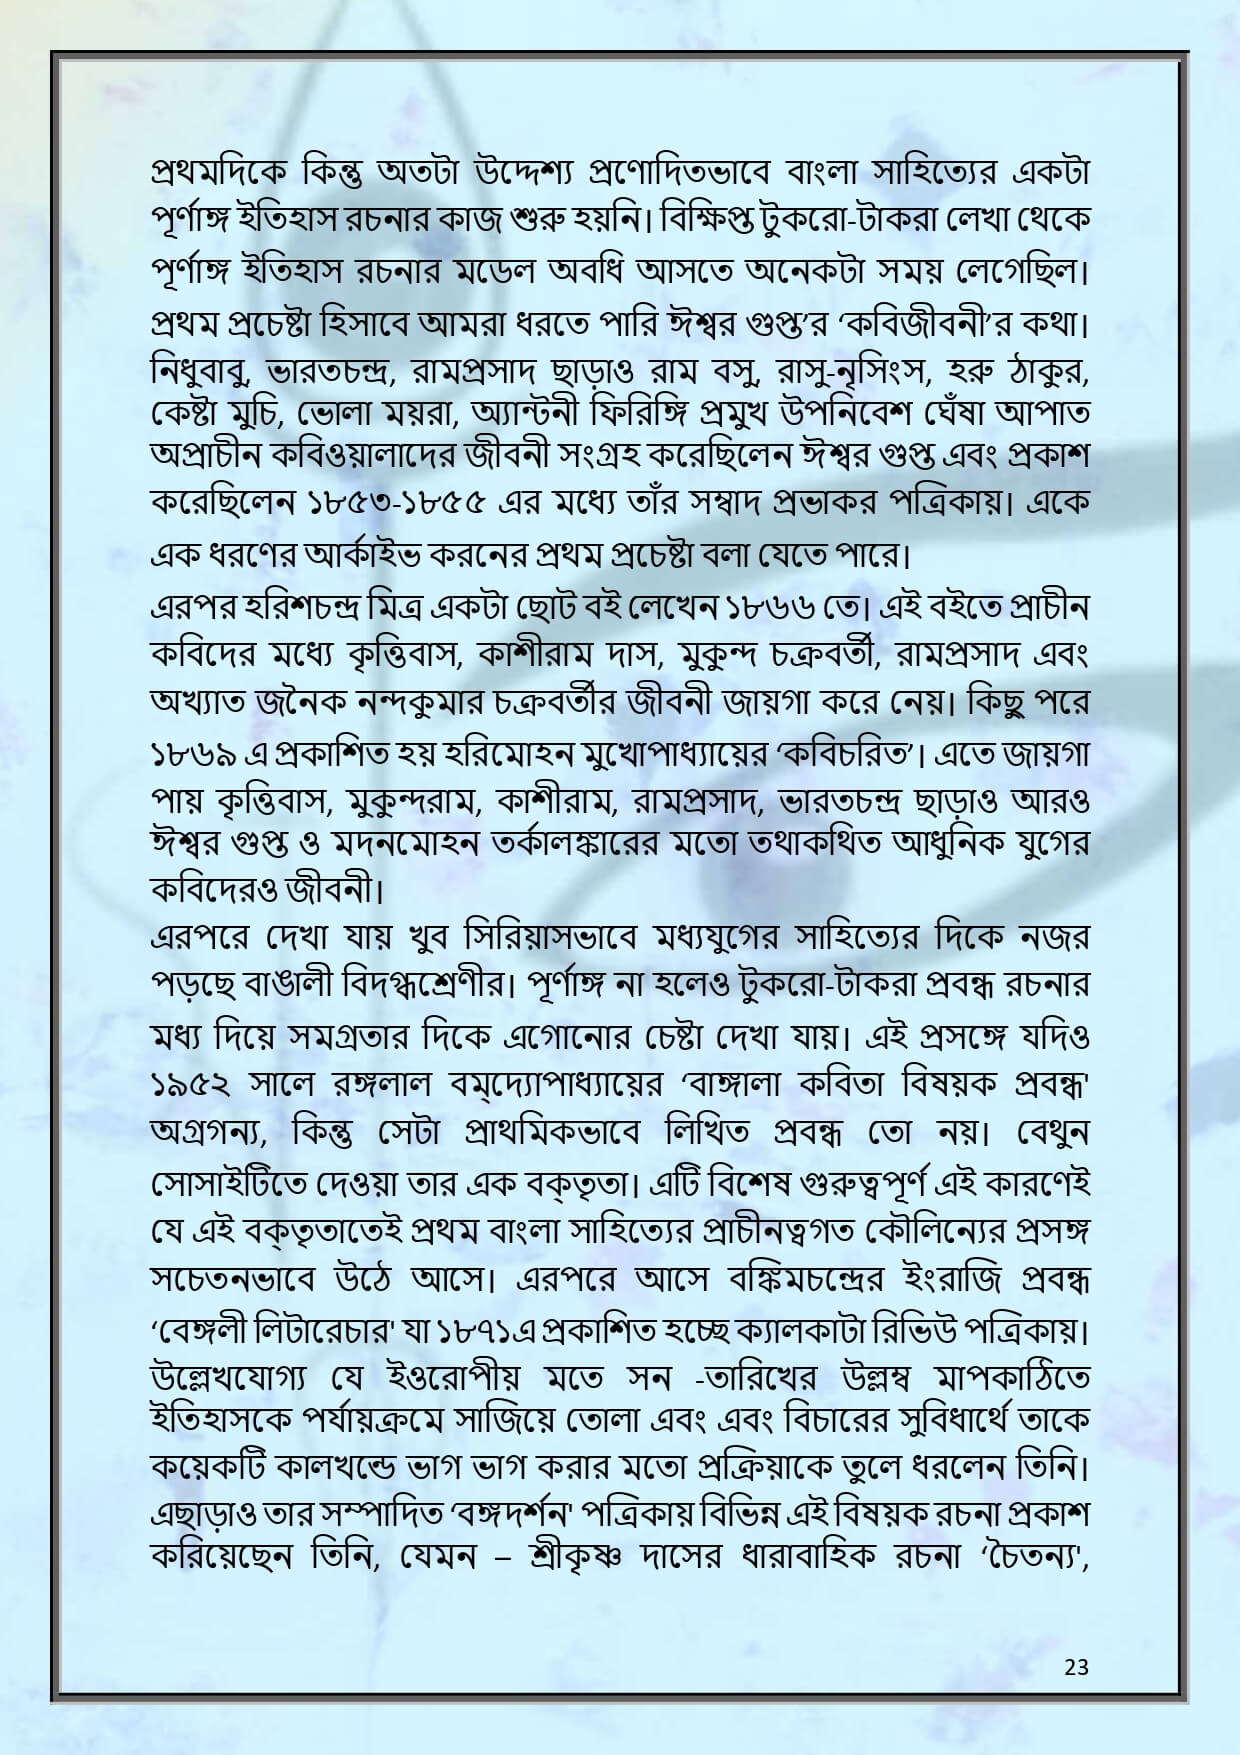 প্রথমদিকে কিন্তু অতটা উদ্দেশ্য প্রণোদিতভাবে বাংলা সাহিত্যের একটা
পূর্ণাঙ্গ ইতিহাস রচনার কাজ শুরু হয়নি। বিক্ষিপ্ত টুকরো-টাকরা লেখা থেকে
পূর্ণাঙ্গ ইতিহাস রচনার মডেল অবধি আসতে অনেকটা সময় লেগেছিল।
প্রথম প্রচেষ্টা হিসাবে আমরা ধরতে পারি ঈশ্বর গুপ্ত’র ‘কবিজীবনী’র কথা।
নিধুবাবু, ভারতচন্দ্র, রামপ্রসাদ ছাড়াও রাম বসু, রাসু-নৃসিংস, হরু ঠাকুর,
কেষ্টা মুচি, ভোলা ময়রা, অ্যান্টনী ফিরিঙ্গি প্রমুখ উপনিবেশ ঘেঁষা আপাত
অপ্রাচীন কবিওয়ালাদের জীবনী সংগ্রহ করেছিলেন ঈশ্বর গুপ্ত এবং প্রকাশ
করেছিলেন ১৮৫৩-১৮৫৫ এর মধ্যে তাঁর সম্বাদ প্রভাকর পত্রিকায়। একে
এক ধরণের আর্কাইভ করনের প্রথম প্রচেষ্টা বলা যেতে পারে।
এরপর হরিশচন্দ্র মিত্র একটা ছোট বই লেখেন ১৮৬৬ তে। এই বইতে প্রাচীন
কবিদের মধ্যে কৃত্তিবাস, কাশীরাম দাস, মুকুন্দ চক্রবর্তী, রামপ্রসাদ এবং
অখ্যাত জনৈক নন্দকুমার চক্রবর্তীর জীবনী জায়গা করে নেয়। কিছু পরে
১৮৬৯ এ প্রকাশিত হয় হরিমোহন মুখোপাধ্যায়ের ‘কবিচরিত’। এতে জায়গা
পায় কৃত্তিবাস, মুকুন্দরাম, কাশীরাম, রামপ্রসাদ, ভারতচন্দ্র ছাড়াও আরও
ঈশ্বর গুপ্ত ও মদনমোহন তর্কালঙ্কারের মতো তথাকথিত আধুনিক যুগের
কবিদেরও জীবনী।
এরপরে দেখা যায় খুব সিরিয়াসভাবে মধ্যযুগের সাহিত্যের দিকে নজর
পড়ছে বাঙালী বিদগ্ধশ্রেণীর। পূর্ণাঙ্গ না হলেও টুকরো-টাকরা প্রবন্ধ রচনার
মধ্য দিয়ে সমগ্রতার দিকে এগোনোর চেষ্টা দেখা যায়। এই প্রসঙ্গে যদিও
১৯৫২ সালে রঙ্গলাল বম্দ্যোপাধ্যায়ের ‘বাঙ্গালা কবিতা বিষয়ক প্রবন্ধ'
অগ্রগন্য, কিন্তু সেটা প্রাথমিকভাবে লিখিত প্রবন্ধ তো নয়। বেথুন
সোসাইটিতে দেওয়া তার এক বক্তৃতা। এটি বিশেষ গুরুত্বপূর্ণ এই কারণেই
যে এই বক্তৃতাতেই প্রথম বাংলা সাহিত্যের প্রাচীনত্বগত কৌলিন্যের প্রসঙ্গ
সচেতনভাবে উঠে আসে। এরপরে আসে বঙ্কিমচন্দ্রের ইংরাজি প্রবন্ধ
‘বেঙ্গলী লিটারেচার' যা ১৮৭১এ প্রকাশিত হচ্ছে ক্যালকাটা রিভিউ পত্রিকায়।
উল্লেখযোগ্য যে ইওরোপীয় মতে সন -তারিখের উল্লম্ব মাপকাঠিতে
ইতিহাসকে পর্যায়ক্রমে সাজিয়ে তোলা এবং এবং বিচারের সুবিধার্থে তাকে
কয়েকটি কালখন্ডে ভাগ ভাগ করার মতো প্রক্রিয়াকে তুলে ধরলেন তিনি।
এছাড়াও তার সম্পাদিত ‘বঙ্গদর্শন' পত্রিকায় বিভিন্ন এই বিষয়ক রচনা প্রকাশ
করিয়েছেন তিনি, যেমন – শ্রীকৃষ্ণ দাসের ধারাবাহিক রচনা ‘চৈতন্য',
23